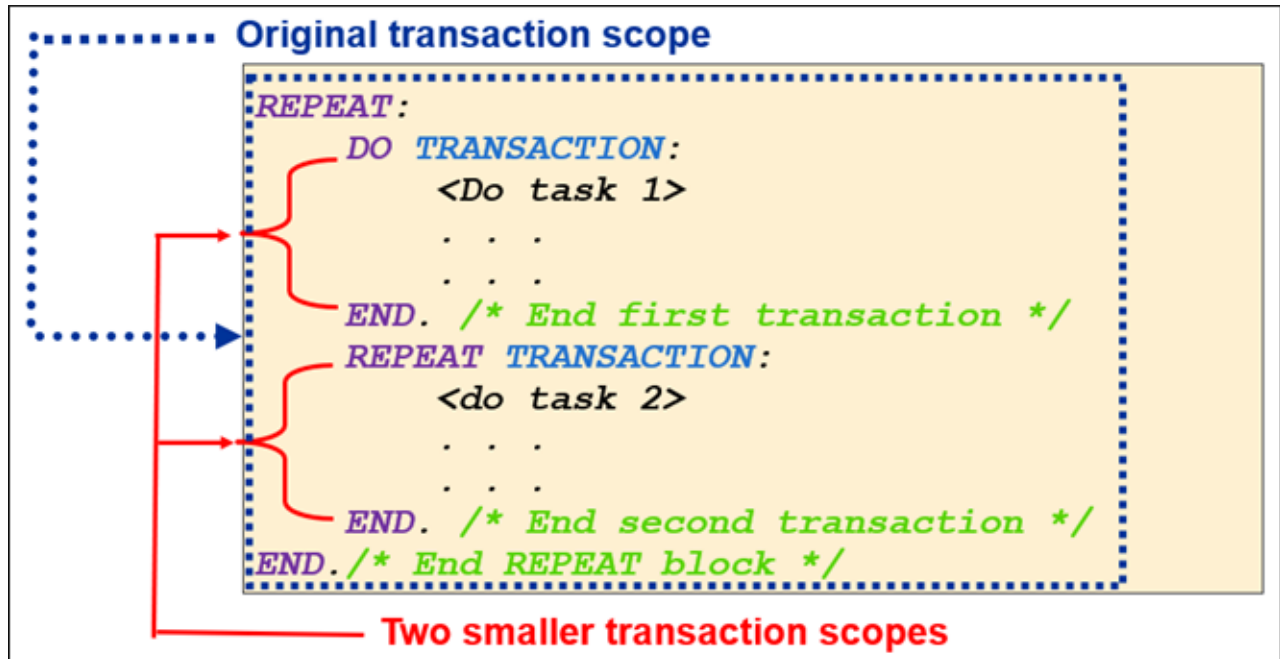 Original transaction scope
REPEAT:
DO TRANSACTION:
<Do task 1>
. . .
. . .
END. /* End first transaction */
REPEAT TRANSACTION:
<do task 2>
. . .
. . .
END. /* End second transaction */
END./* End REPEAT block */
Two smaller transaction scopes